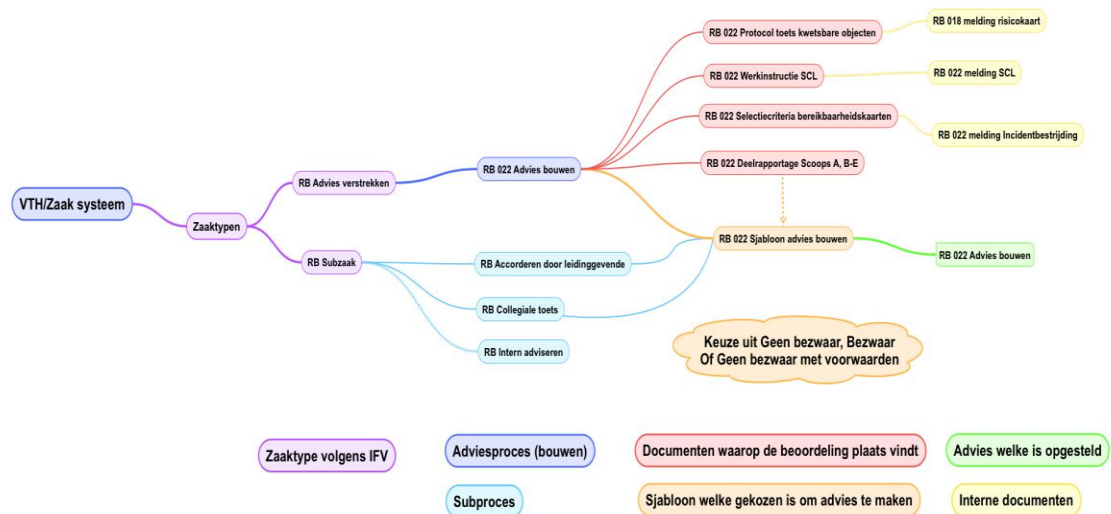 VTH/Zaak systeem
Zaaktypen
RB Advies verstrekken
RB Subzaak
RB 022 Advies bouwen
RB Accorderen door leidinggevende
RB Collegiale toets
RB Intern adviseren
RB 022 Protocol toets kwetsbare objecten
RB 022 Werkinstructie SCL
RB 022 Selectiecriteria bereikbaarheidskaarten
RB 022 Deelrapportage Scoops A, B-E
RB 022 Sjabloon advies bouwen
RB 018 melding risicokaart
RB 022 melding SCL
RB 022 melding Incidentbestrijding
RB 022 Advies bouwen
Keuze uit Geen bezwaar, Bezwaar
Of Geen bezwaar met voorwaarden
Zaaktype volgens IFV
Adviesproces (bouwen)
Documenten waarop de beoordeling plaats vindt
Advies welke is opgesteld
Subproces
Sjabloon welke gekozen is om advies te maken
Interne documenten